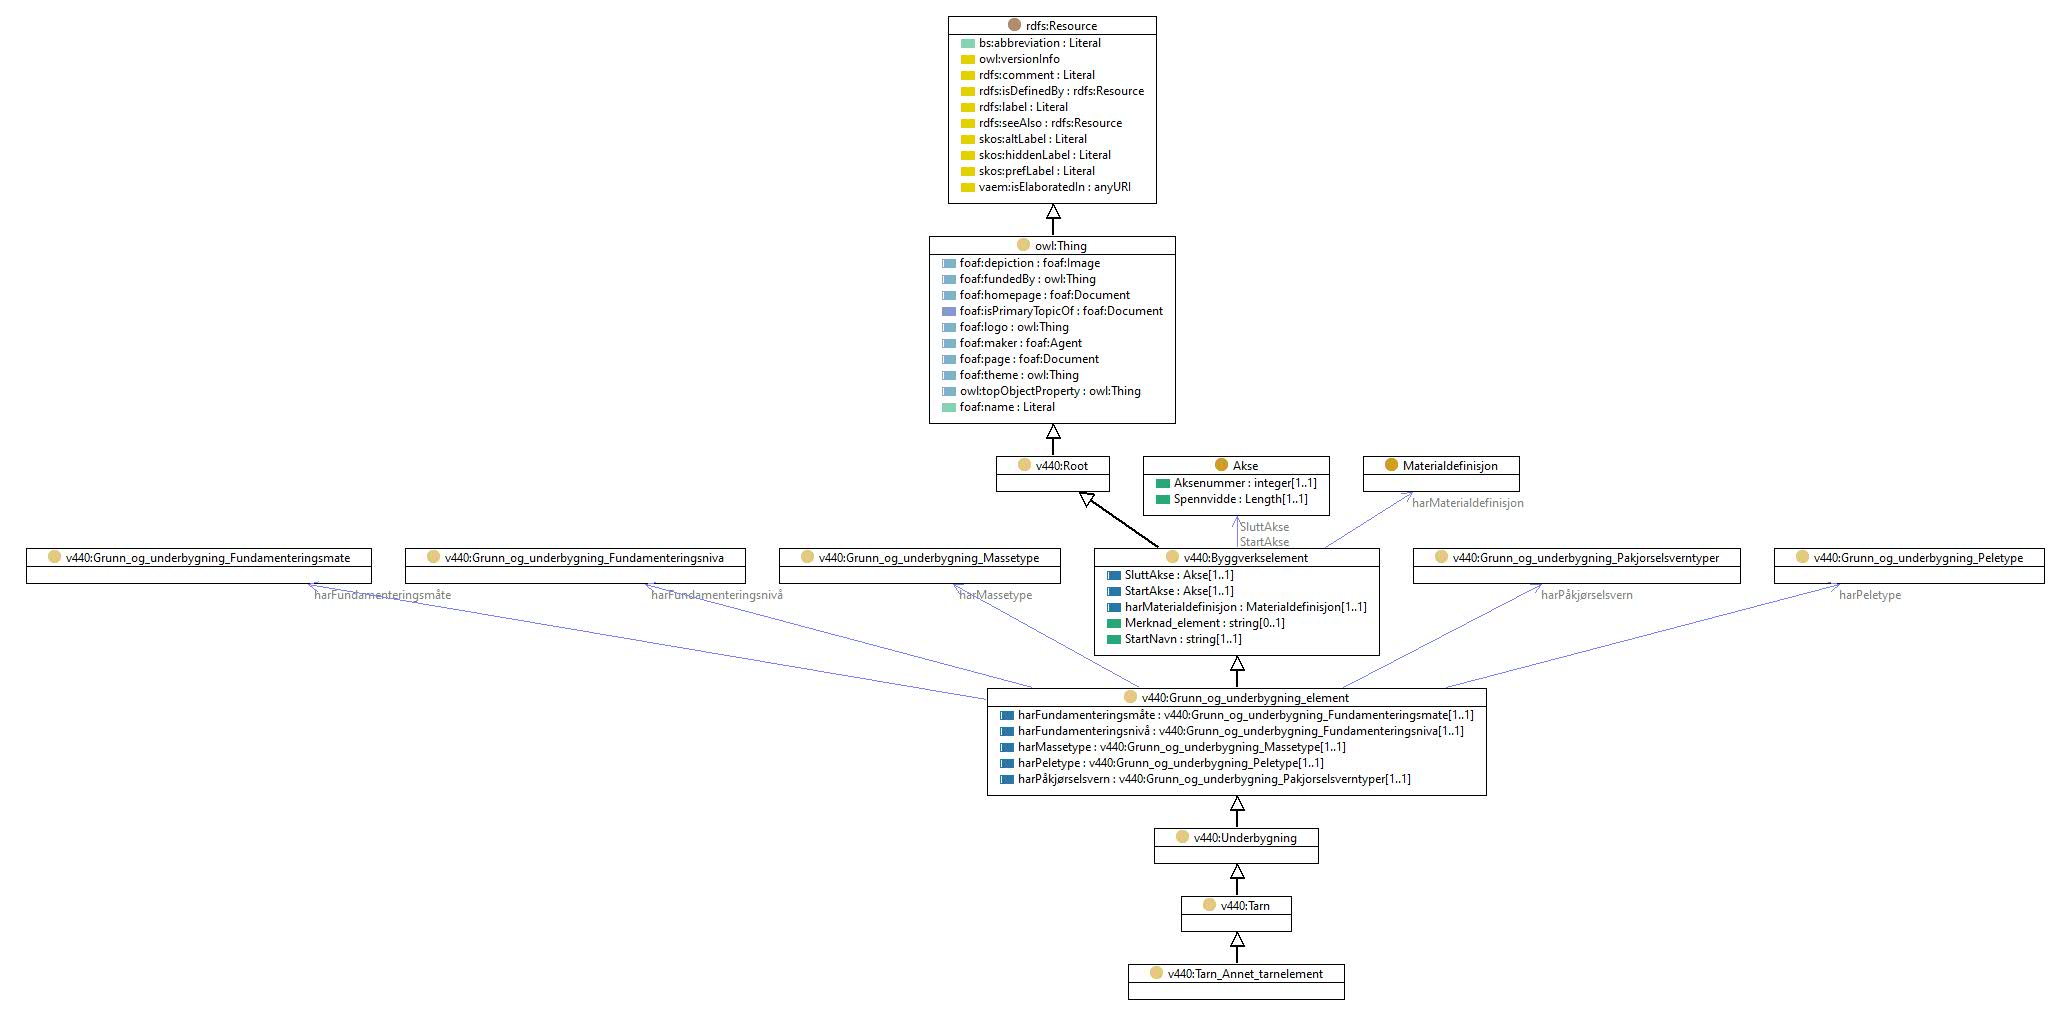 rdfs:Resource
bs:abbreviation : Literal
owl:versionInfo
rdfs:comment : Literal
rdfs:isDefinedBy : rdfs:Resource
rdfs:label : Literal
rdfs:seeAlso : rdfs:Resource
skos:altLabel : Literal
skos:hiddenLabel : Literal
skos:prefLabel : Literal
vaem:isElaboratedIn : anyURI
owl:Thing
foaf:depiction : foaf:Image
foaf:fundedBy : owl:Thing
foaf:homepage : foaf:Document
foaf:isPrimaryTopicOf : foaf:Document
foaf:logo : owl:Thing
foaf:maker : foaf:Agent
foaf:page : foaf:Document
foaf:theme : owl:Thing
owl:topObjectProperty : owl:Thing
foaf:name : Literal
v440:Root
Akse
Aksenummer : integer[1..1]
Spennvidde : Length[1..1]
Materialdefinisjon
harMaterialdefinisjon
SluttAkse
StartAkse
v440:Grunn_og_underbygning_Fundamenteringsmate
v440:Grunn_og_underbygning_Fundamenteringsniva
v440:Grunn_og_underbygning_Massetype
v440:Byggverkselement
SluttAkse : Akse[1..1]
StartAkse : Akse[1..1]
harMaterialdefinisjon : Materialdefinisjon[1..1]
Merknad_element : string[0..1]
StartNavn : string[1..1]
v440:Grunn_og_underbygning_Pakjorselsverntyper
v440:Grunn_og_underbygning_Peletype
harFundamenteringsmåte
harFundamenteringsnivå
harMassetype
harPåkjørselsvern
harPeletype
v440:Grunn_og_underbygning_element
harFundamenteringsmåte : v440:Grunn_og_underbygning_Fundamenteringsmate[1..1]
harFundamenteringsnivå : v440:Grunn_og_underbygning_Fundamenteringsniva[1..1]
harMassetype : v440:Grunn_og_underbygning_Massetype[1..1]
harPeletype : v440:Grunn_og_underbygning_Peletype[1..1]
harPåkjørselsvern : v440:Grunn_og_underbygning_Pakjorselsverntyper[1..1]
v440:Underbygning
v440:Tarn
v440:Tarn_Annet_tarnelement